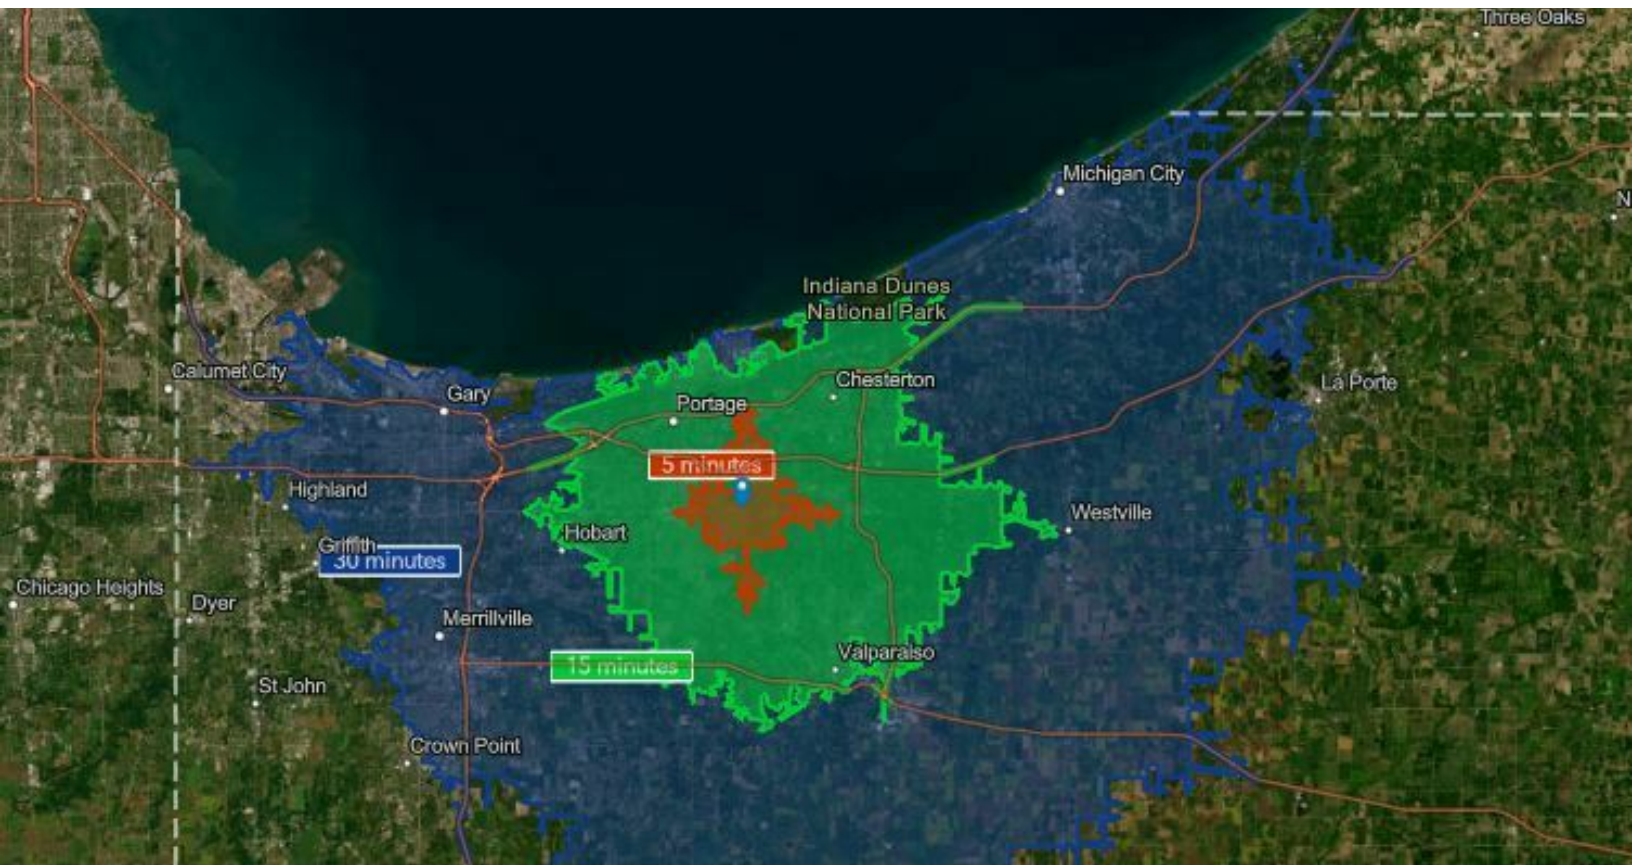 Three Oaks
Michigan City
N
Indiana Dunes
National Park
Calumet City
Gary
Chesterton
La Porte
Portage
5 minutes
Highland
Westville
Hobart
Griffith
30 minutes
Chicago Heights
Dyer
Merrillville
Valparaiso
15 minutes
St John
Crown Point